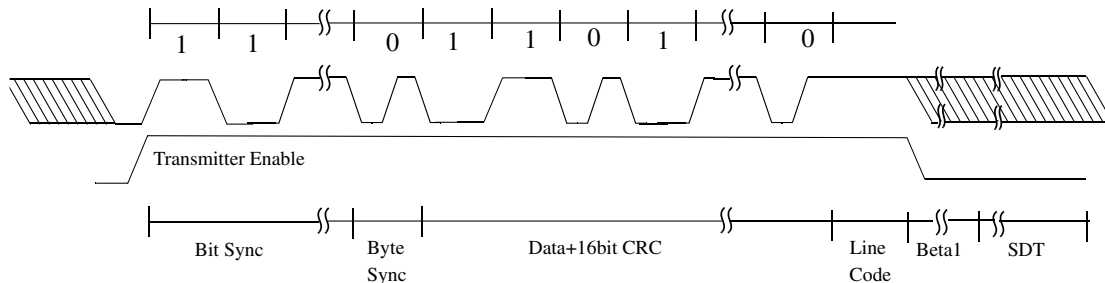 1 1 0 1 1 0 1 0
Transmitter Enable
Bit Sync Byte Sync Data+16bit CRC Line Code Beta1 SDT